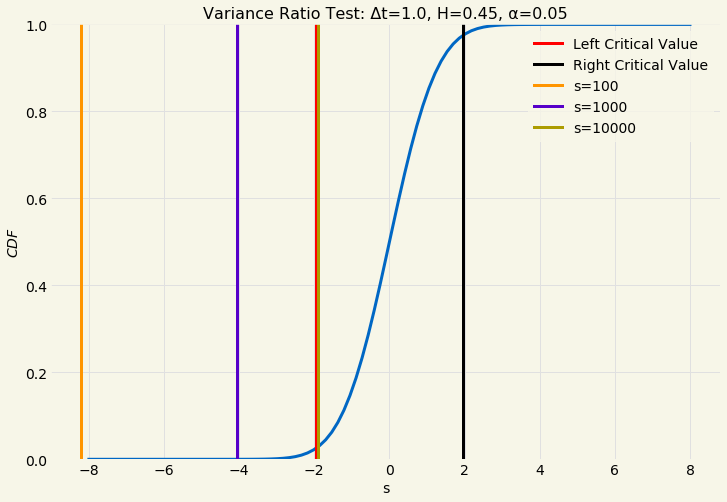 Variance Ratio Test: Δt=1.0, H=0.45, α=0.05
1.0
0.8
0.6
0.4
0.2
0.0
CDF
Left Critical Value
Right Critical Value
s=100
s=1000
s=10000
−8 −6 −4 −2 0 2 4 6 8
s